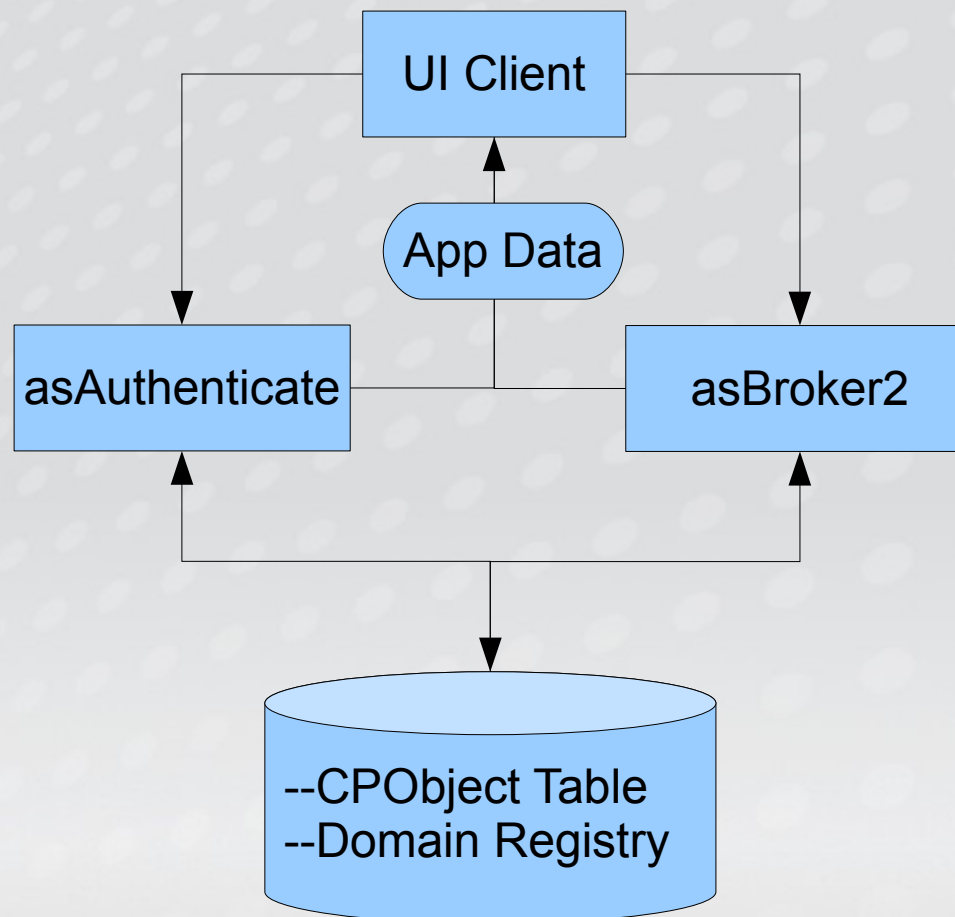 UI Client
App Data
asAuthenticate
asBroker2
--CPObject Table
--Domain Registry